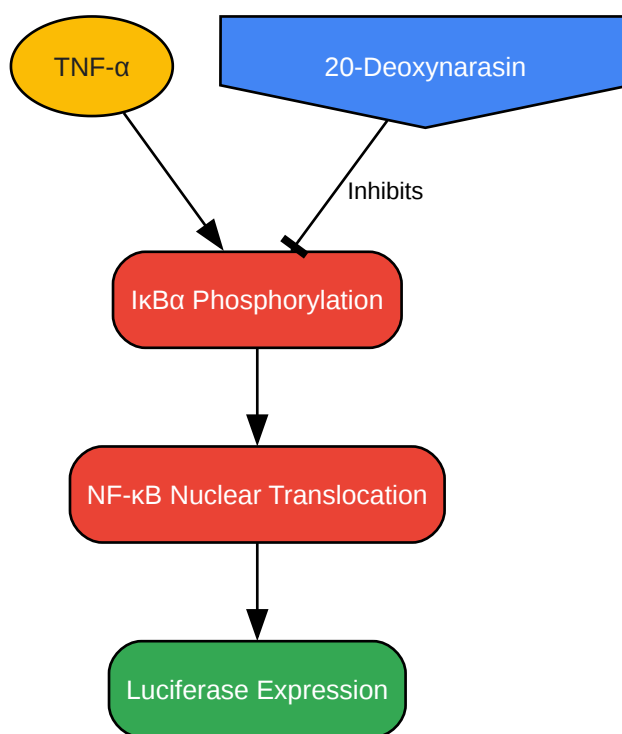 TNF-α
20-Deoxynarasin
Inhibits
IκBα Phosphorylation
NF-κB Nuclear Translocation
Luciferase Expression